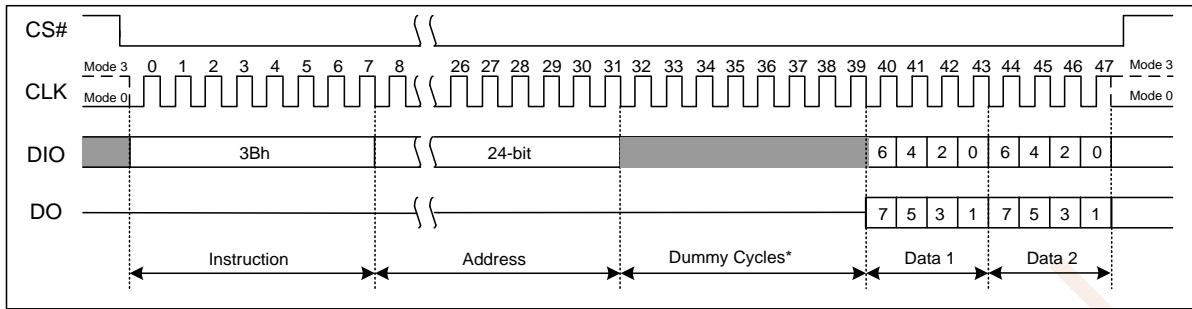 CS#
Mode 3 0 1 2 3 4 5 6 7 8 26 27 28 29 30 31 32 33 34 35 36 37 38 39 40 41 42 43 44 45 46 47 Mode 3
CLK
Mode 0 Mode 0
DIO 3Bh 24-bit 6 4 2 0 6 4 2 0
DO 7 5 3 1 7 5 3 1
Instruction Address Dummy Cycles* Data 1 Data 2